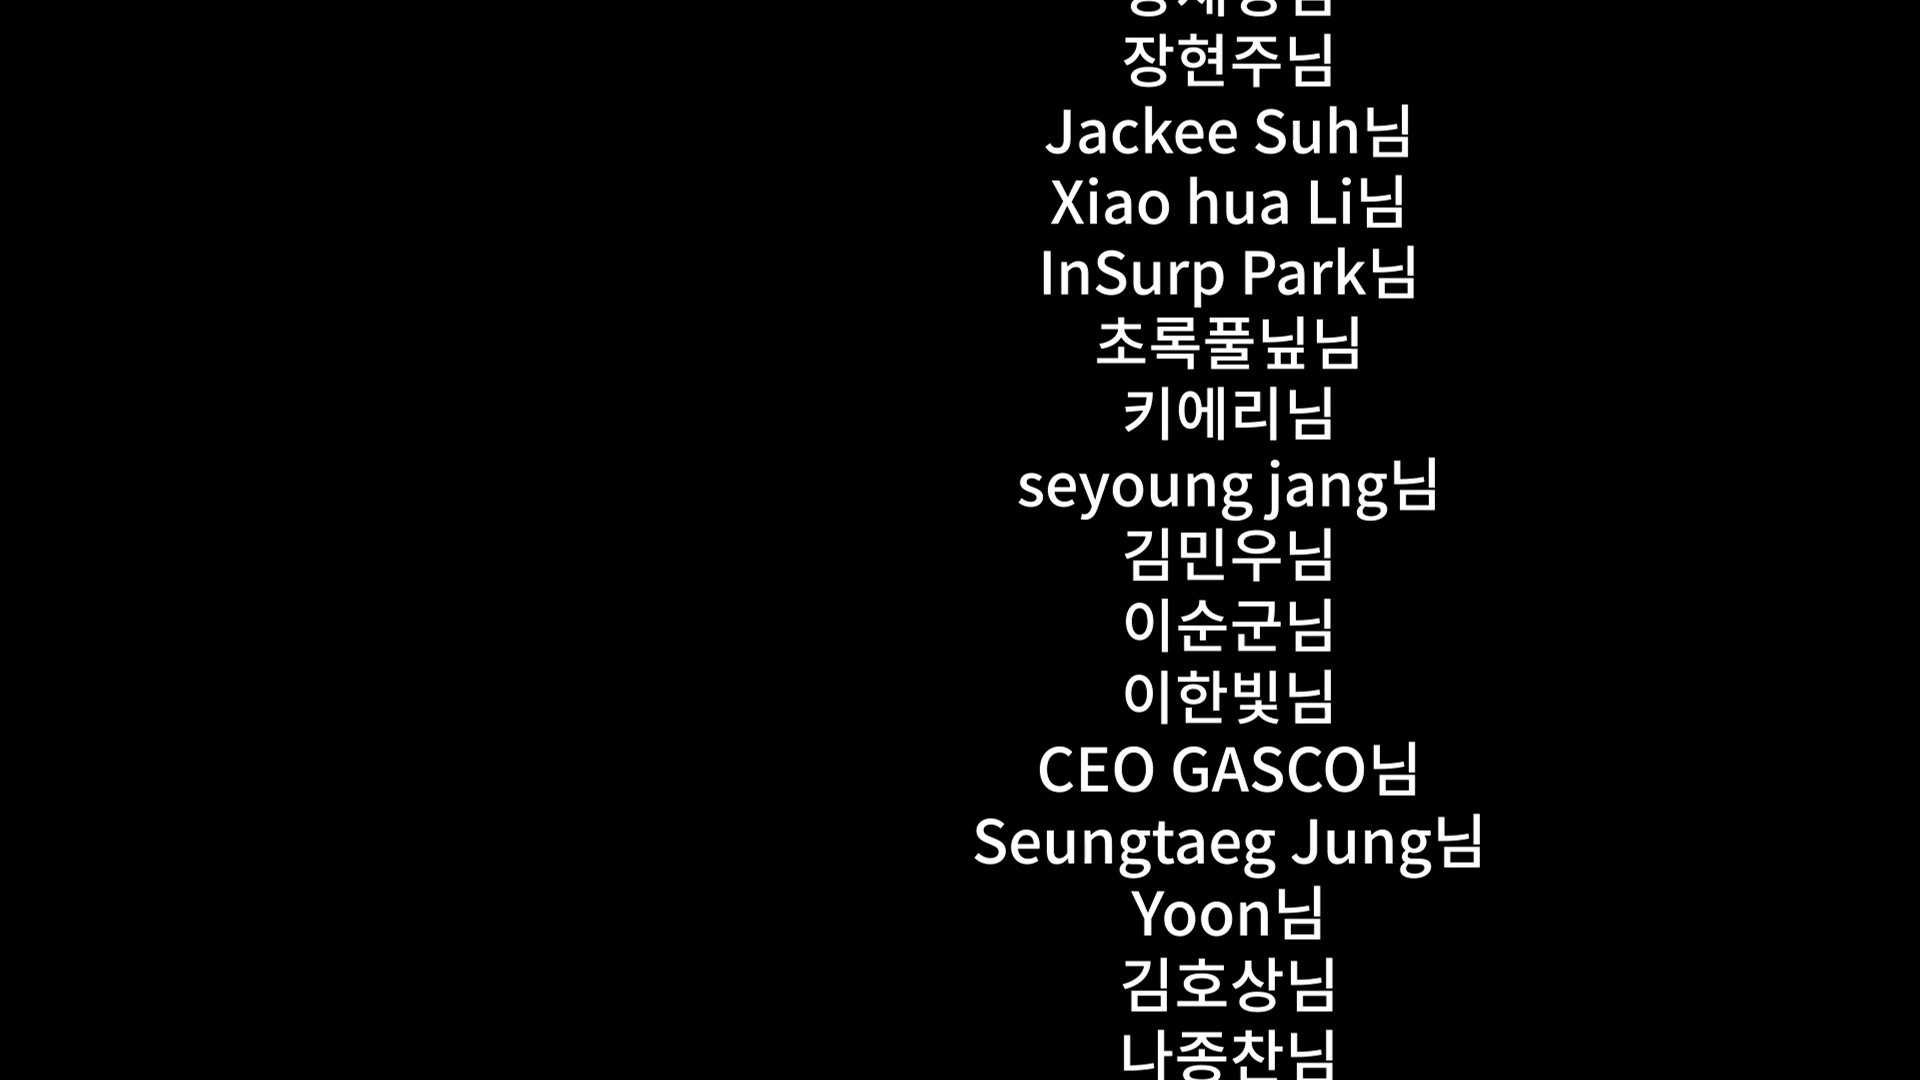 장현주님
Jackee Suh님
Xiao hua Li님
InSurp Park님
초록풀닢님
키에리님
seyoung jang님
김민우님
이순군님
이한빛님
CEO GASCO님
Seungtaeg Jung님
Yoon님
김호상님
나종찬님